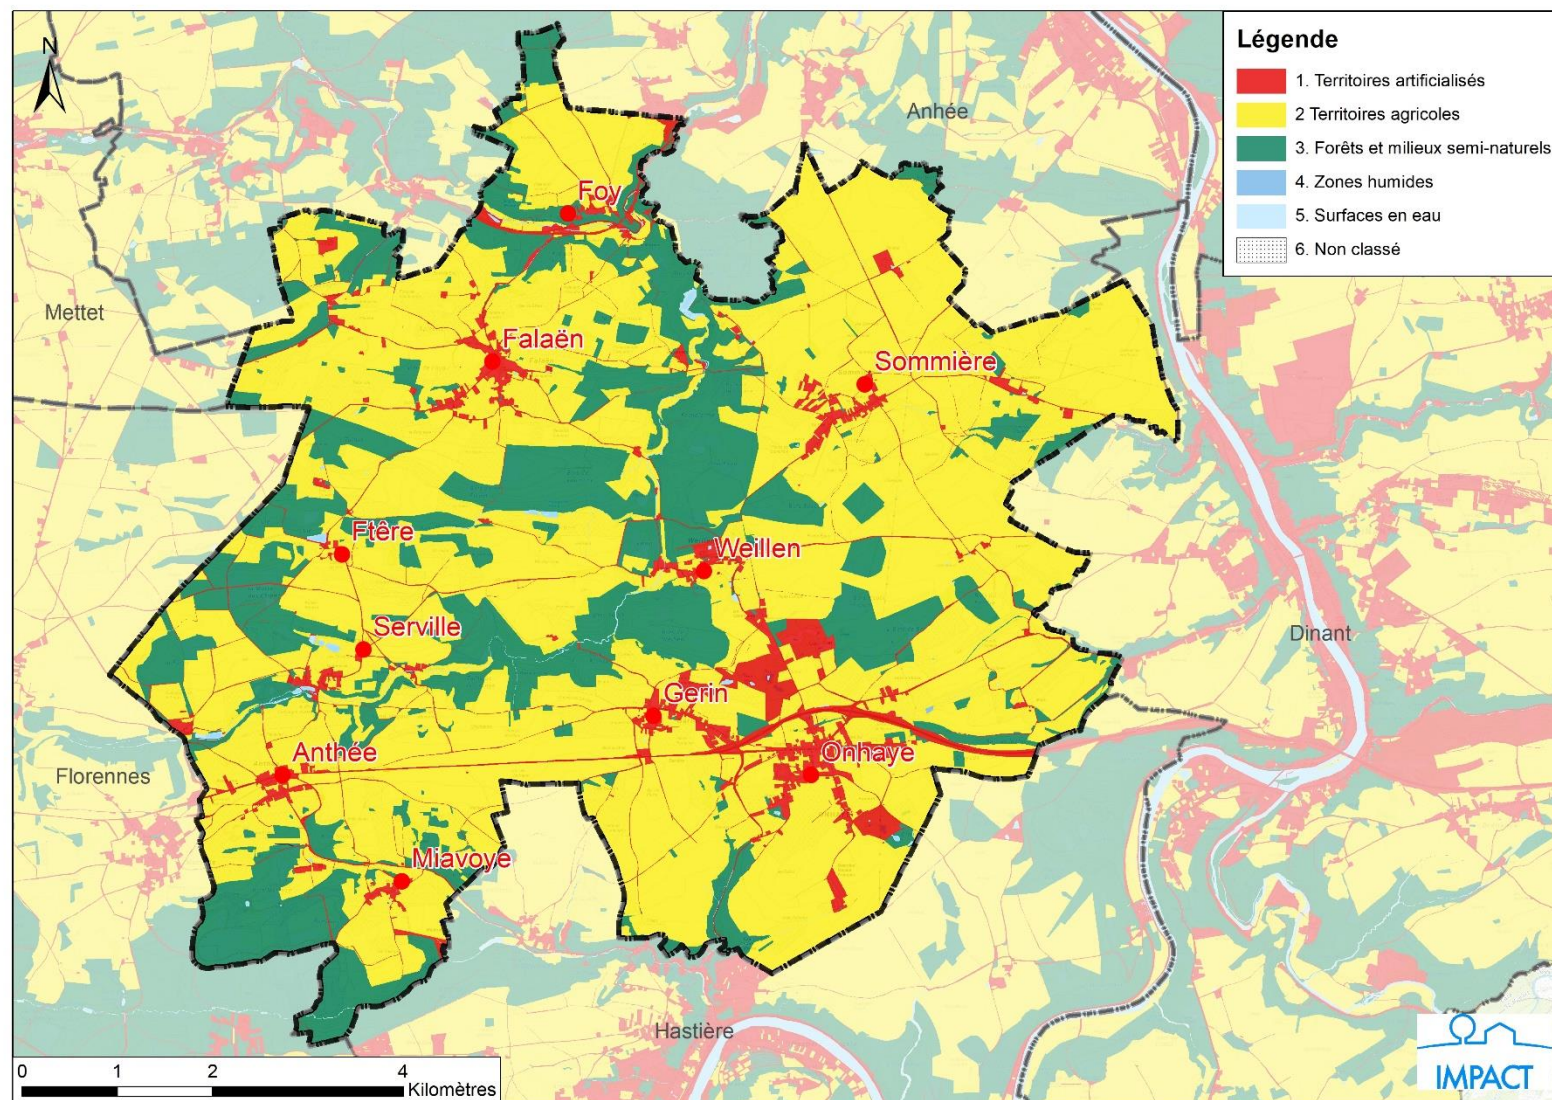 N
Légende
1. Territoires artificialisés
2 Territoires agricoles
3. Forêts et milieux semi-naturels
4. Zones humides
5. Surfaces en eau
6. Non classé
Anhée
Foy
Mettet
Falaën
Sommière
Ftêre
Weillen
Serville
Dinant
Gerin
Anthée
Onhaye
Florennes
Miavoye
Hastière
0 1 2 4
Kilomètres
IMPACT